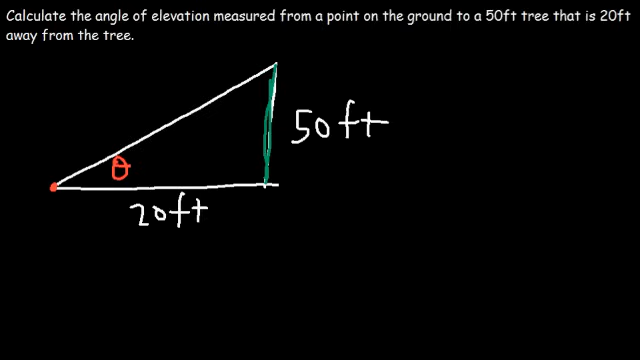 Calculate the angle of elevation measured from a point on the ground to a 50ft tree that is 20ft
away from the tree.
50ft
θ
20ft